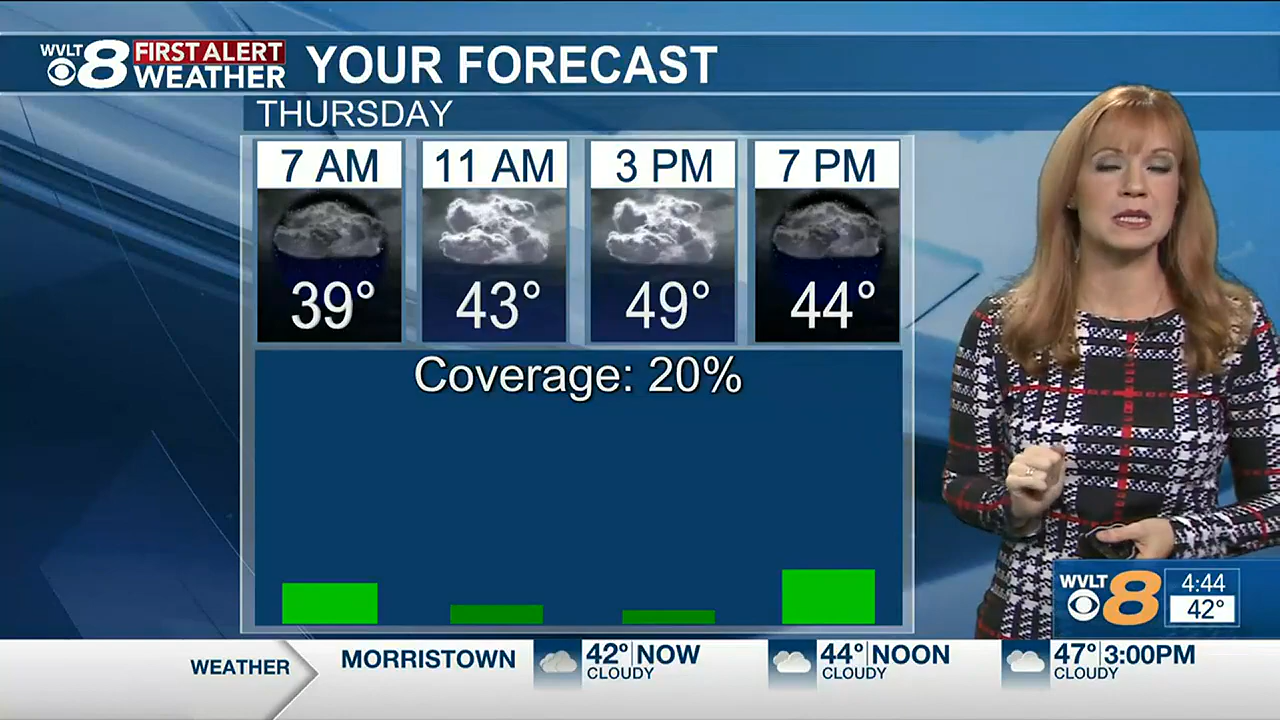 WVLT 8 FIRST ALERT WEATHER
YOUR FORECAST
THURSDAY
7 AM 11 AM 3 PM 7 PM
39° 43° 49° 44°
Coverage: 20%
WVLT 8 4:44
42°
WEATHER
MORRISTOWN
42° NOW
CLOUDY
44° NOON
CLOUDY
47° 3:00PM
CLOUDY